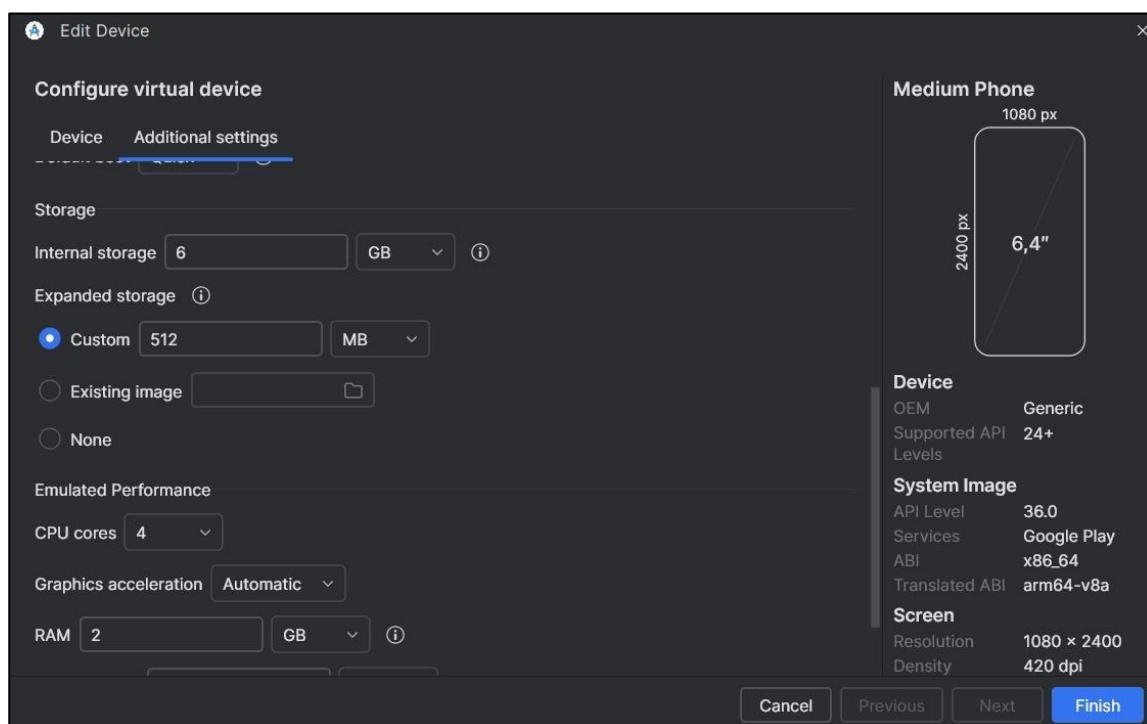 Edit Device
Configure virtual device
Device Additional settings
Storage
Internal storage 6 GB
Expanded storage
Custom 512 MB
Existing image
None
Emulated Performance
CPU cores 4
Graphics acceleration Automatic
RAM 2 GB
Medium Phone
1080 px
2400 px
6,4″
Device
OEM Generic
Supported API Levels 24+
System Image
API Level 36.0
Services Google Play
ABI x86_64
Translated ABI arm64-v8a
Screen
Resolution 1080 × 2400
Density 420 dpi
Cancel Previous Next Finish